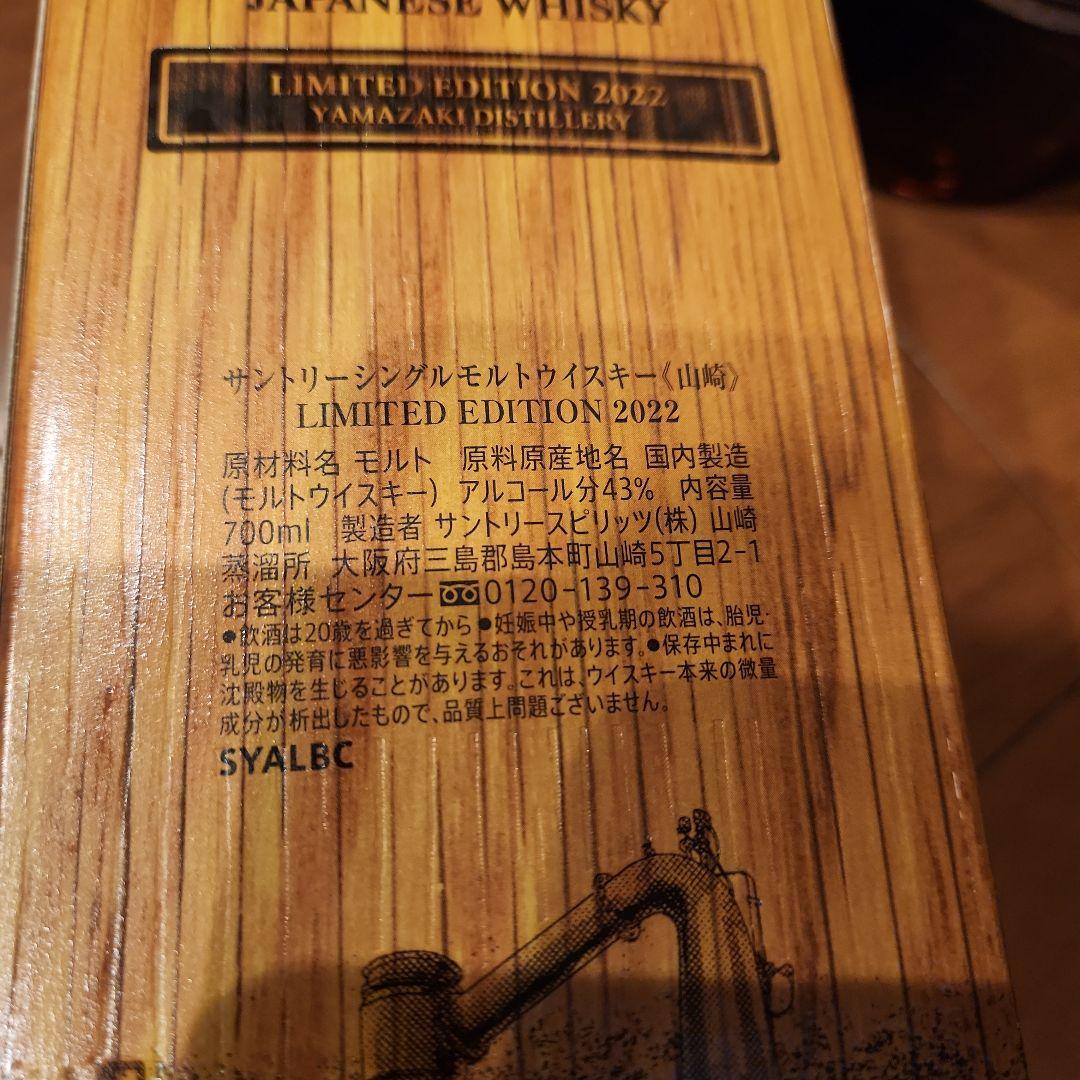 JAPANESE WHISKY
LIMITED EDITION 2022
YAMAZAKI DISTILLERY
サントリーシングルモルトウイスキー《山崎》
LIMITED EDITION 2022
原材料名 モルト 原料原産地名 国内製造
(モルトウイスキー) アルコール分43% 内容量
700ml 製造者 サントリースピリッツ(株) 山崎
蒸溜所 大阪府三島郡島本町山崎5丁目2-1
お客様センター 0120-139-310
●飲酒は20歳を過ぎてから●妊娠中や授乳期の飲酒は、胎児・
乳児の発育に悪影響を与えるおそれがあります。●保存中まれに
沈殿物を生じることがあります。これは、ウイスキー本来の微量
成分が析出したもので、品質上問題ございません。
SYALBC